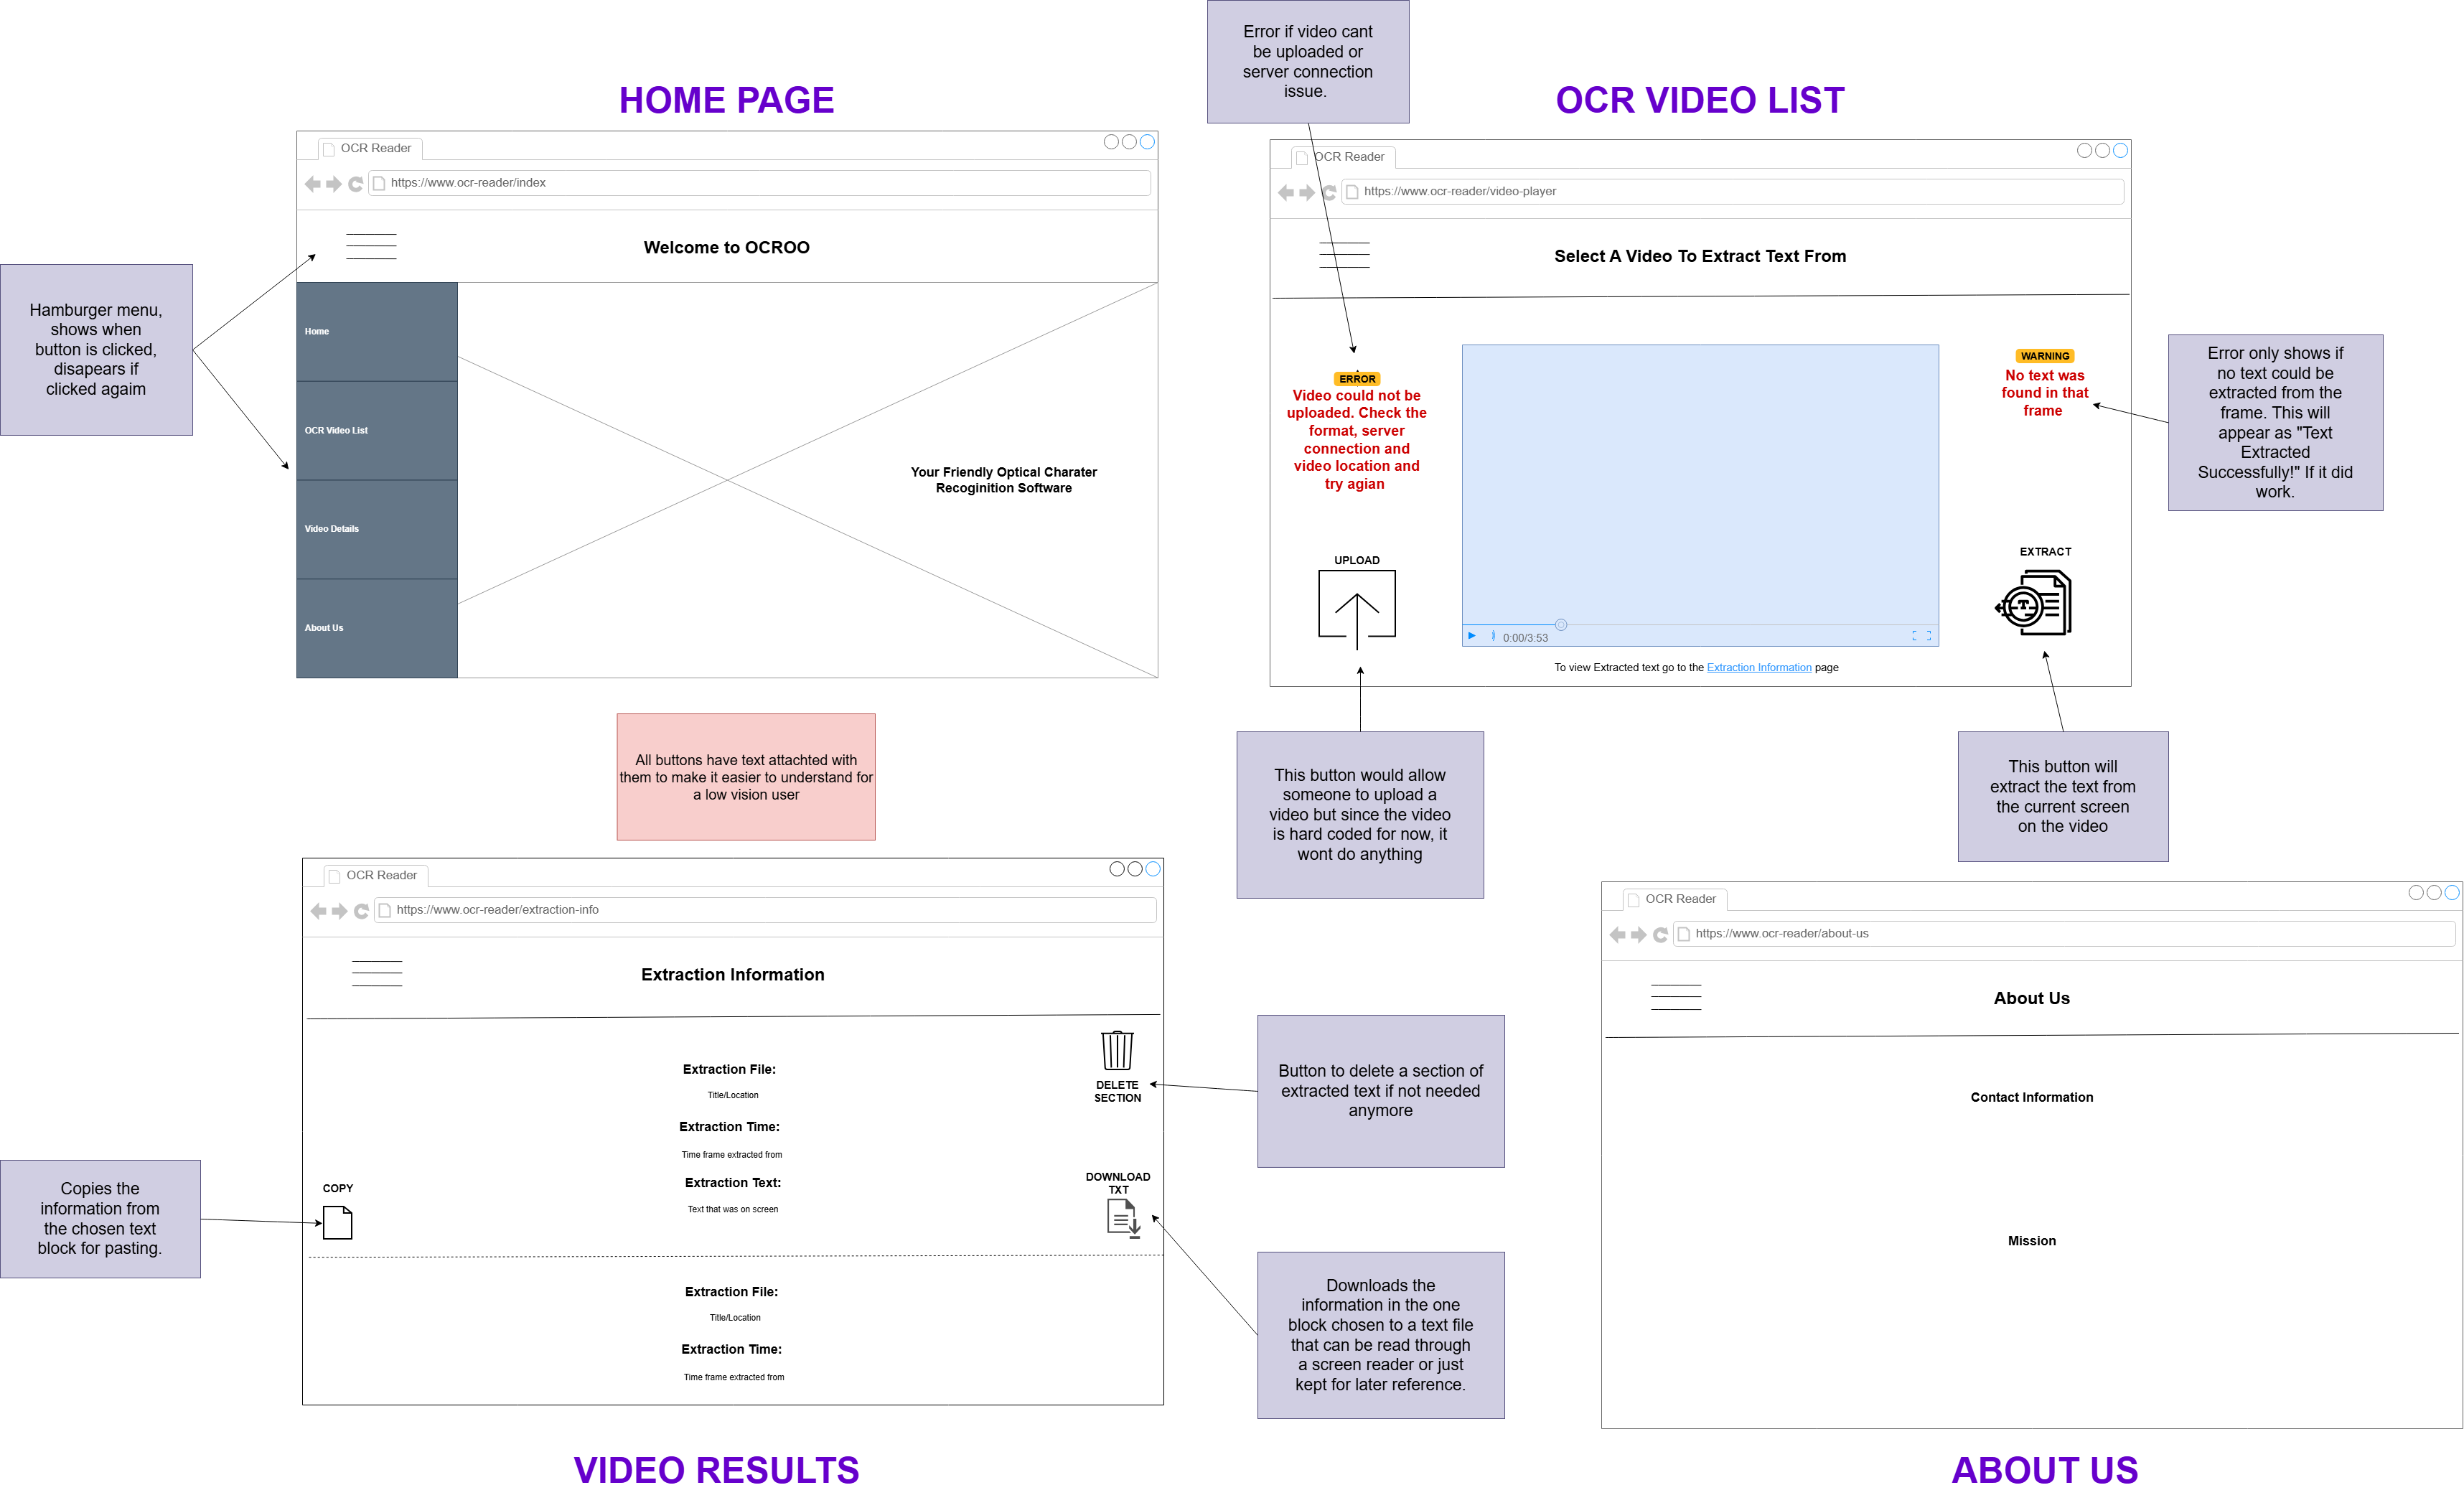 HOME PAGE
OCR Reader
https://www.ocr-reader/index
Welcome to OCROO
Hamburger menu,
shows when
button is clicked,
disapears if
clicked agaim
Home
OCR Video List
Video Details
About Us
Your Friendly Optical Charater
Recoginition Software
Error if video cant
be uploaded or
server connection
issue.
OCR VIDEO LIST
OCR Reader
https://www.ocr-reader/video-player
Select A Video To Extract Text From
ERROR
Video could not be
uploaded. Check the
format, server
connection and
video location and
try agian
WARNING
No text was
found in that
frame
Error only shows if
no text could be
extracted from the
frame. This will
appear as "Text
Extracted
Successfully!" If it did
work.
UPLOAD
EXTRACT
0:00/3:53
To view Extracted text go to the Extraction Information page
This button would allow
someone to upload a
video but since the video
is hard coded for now, it
wont do anything
This button will
extract the text from
the current screen
on the video
All buttons have text attachted with
them to make it easier to understand for
a low vision user
OCR Reader
https://www.ocr-reader/extraction-info
Extraction Information
Extraction File:
Title/Location
Extraction Time:
Time frame extracted from
Extraction Text:
Text that was on screen
DELETE
SECTION
DOWNLOAD
TXT
COPY
Copies the
information from
the chosen text
block for pasting.
Extraction File:
Title/Location
Extraction Time:
Time frame extracted from
VIDEO RESULTS
Button to delete a section of
extracted text if not needed
anymore
Downloads the
information in the one
block chosen to a text file
that can be read through
a screen reader or just
kept for later reference.
OCR Reader
https://www.ocr-reader/about-us
About Us
Contact Information
Mission
ABOUT US